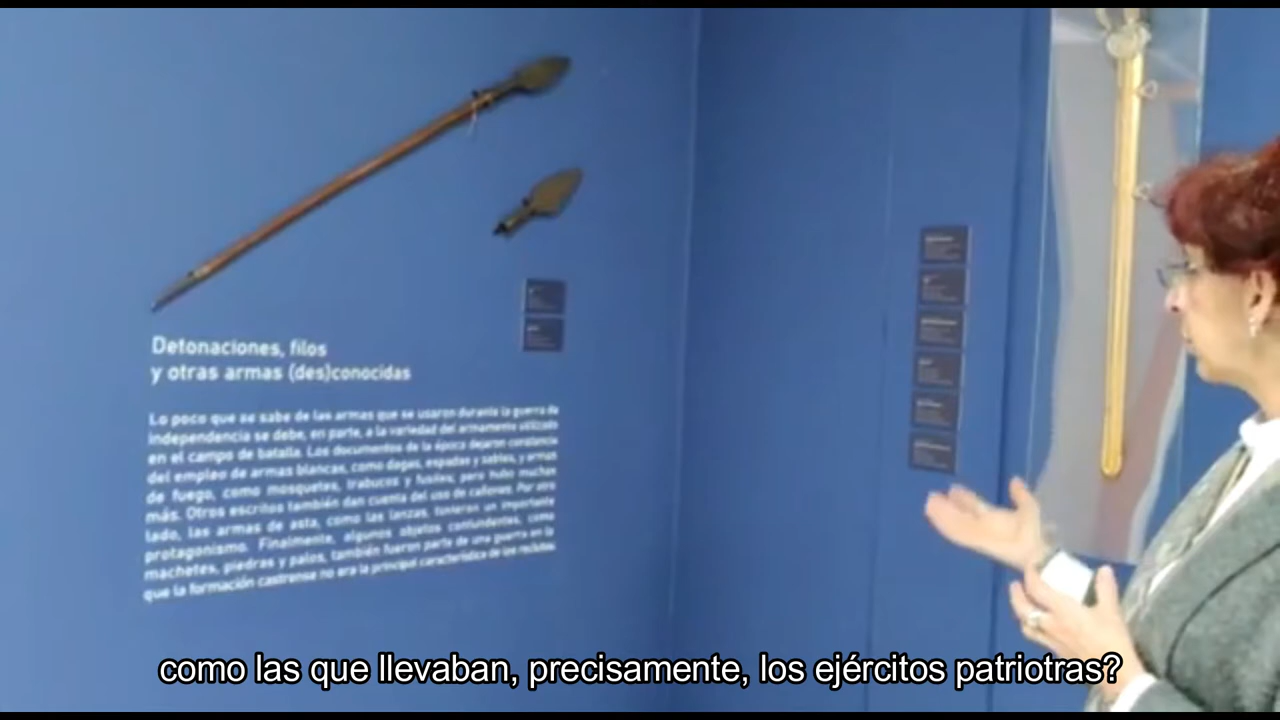 Detonaciones, filos
y otras armas (des)conocidas
Lo poco que se sabe de las armas que se usaron durante la guerra de
independencia se debe, en parte, a la variedad del armamento utilizado
en el campo de batalla. Los documentos de la época dejaron constancia
del empleo de armas blancas, como dagas, espadas y sables, y armas
de fuego, como mosquetes, trabucos y fusiles; pero hubo muchas
más. Otros escritos también dan cuenta del uso de cañones. Por otro
lado, las armas de asta, como las lanzas, tuvieron un importante
protagonismo. Finalmente, algunos objetos contundentes, como
machetes, piedras y palos, también fueron parte de una guerra en la
que la formación castrense no era la principal característica de los reclutas.
como las que llevaban, precisamente, los ejércitos patriotras?